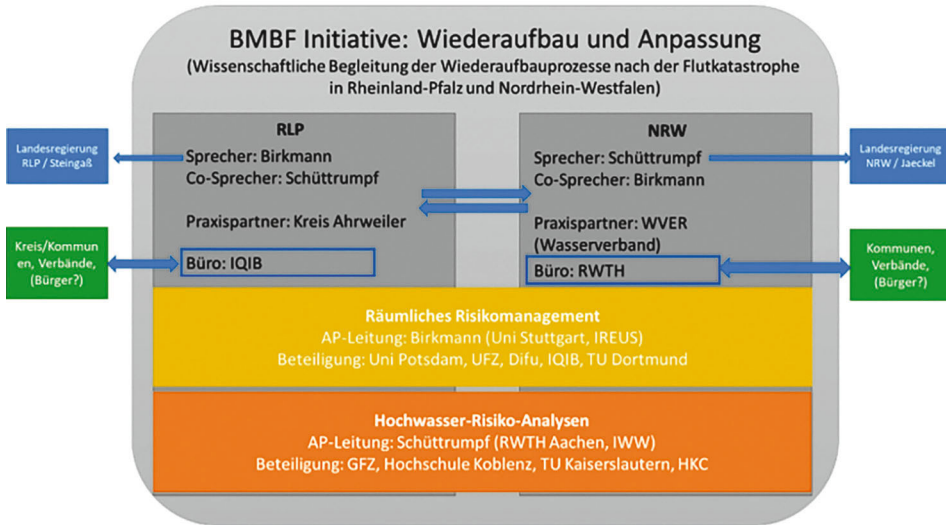 BMBF Initiative: Wiederaufbau und Anpassung
(Wissenschaftliche Begleitung der Wiederaufbauprozesse nach der Flutkatastrophe
in Rheinland-Pfalz und Nordrhein-Westfalen)
Landesregierung
RLP / Steingaß
Kreis/Kommun
en, Verbände,
(Bürger?)
RLP
Sprecher: Birkmann
Co-Sprecher: Schüttrumpf
Praxispartner: Kreis Ahrweiler
Büro: IQIB
NRW
Sprecher: Schüttrumpf
Co-Sprecher: Birkmann
Praxispartner: WVER
(Wasserverband)
Büro: RWTH
Landesregierung
NRW / Jaeckel
Kommunen,
Verbände,
(Bürger?)
Räumliches Risikomanagement
AP-Leitung: Birkmann (Uni Stuttgart, IREUS)
Beteiligung: Uni Potsdam, UFZ, Difu, IQIB, TU Dortmund
Hochwasser-Risiko-Analysen
AP-Leitung: Schüttrumpf (RWTH Aachen, IWW)
Beteiligung: GFZ, Hochschule Koblenz, TU Kaiserslautern, HKC